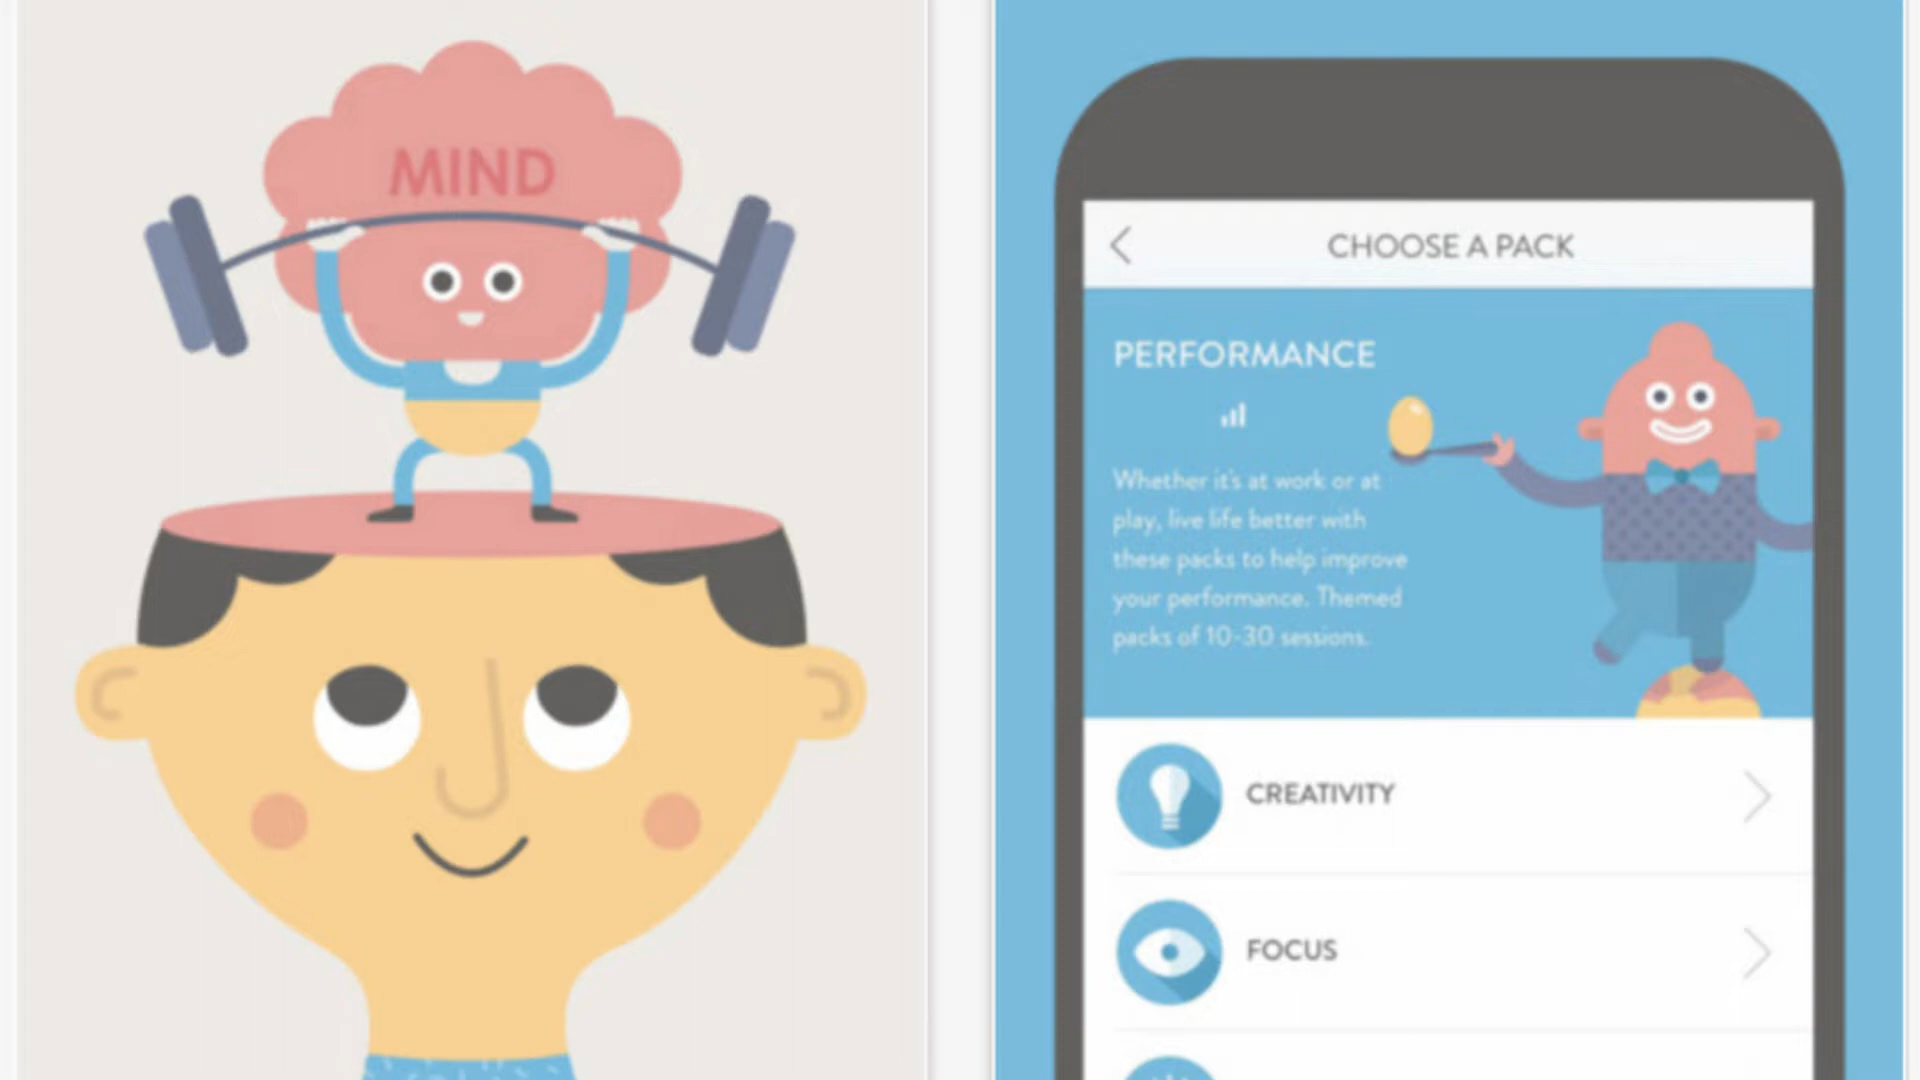 MIND
CHOOSE A PACK
PERFORMANCE
Whether it's at work or at
play, live life better with
these packs to help improve
your performance. Themed
packs of 10-30 sessions.
CREATIVITY
FOCUS